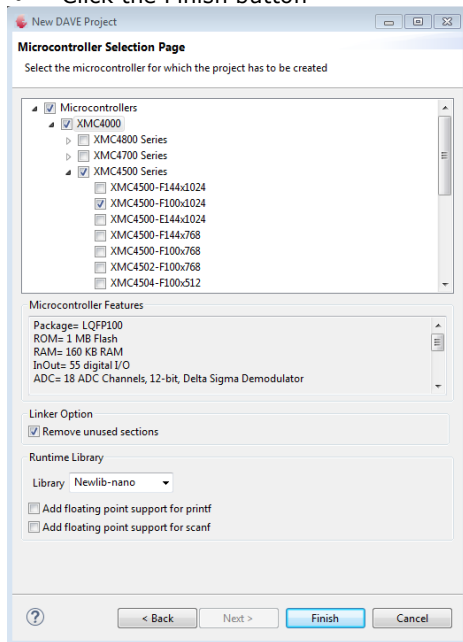 Click the Finish button
New DAVE Project
Microcontroller Selection Page
Select the microcontroller for which the project has to be created
Microcontrollers
XMC4000
XMC4800 Series
XMC4700 Series
XMC4500 Series
XMC4500-F144x1024
XMC4500-F100x1024
XMC4500-E144x1024
XMC4500-F144x768
XMC4500-F100x768
XMC4502-F100x768
XMC4504-F100x512
Microcontroller Features
Package= LQFP100
ROM= 1 MB Flash
RAM= 160 KB RAM
InOut= 55 digital I/O
ADC= 18 ADC Channels, 12-bit, Delta Sigma Demodulator
Linker Option
Remove unused sections
Runtime Library
Library Newlib-nano
Add floating point support for printf
Add floating point support for scanf
? < Back Next > Finish Cancel